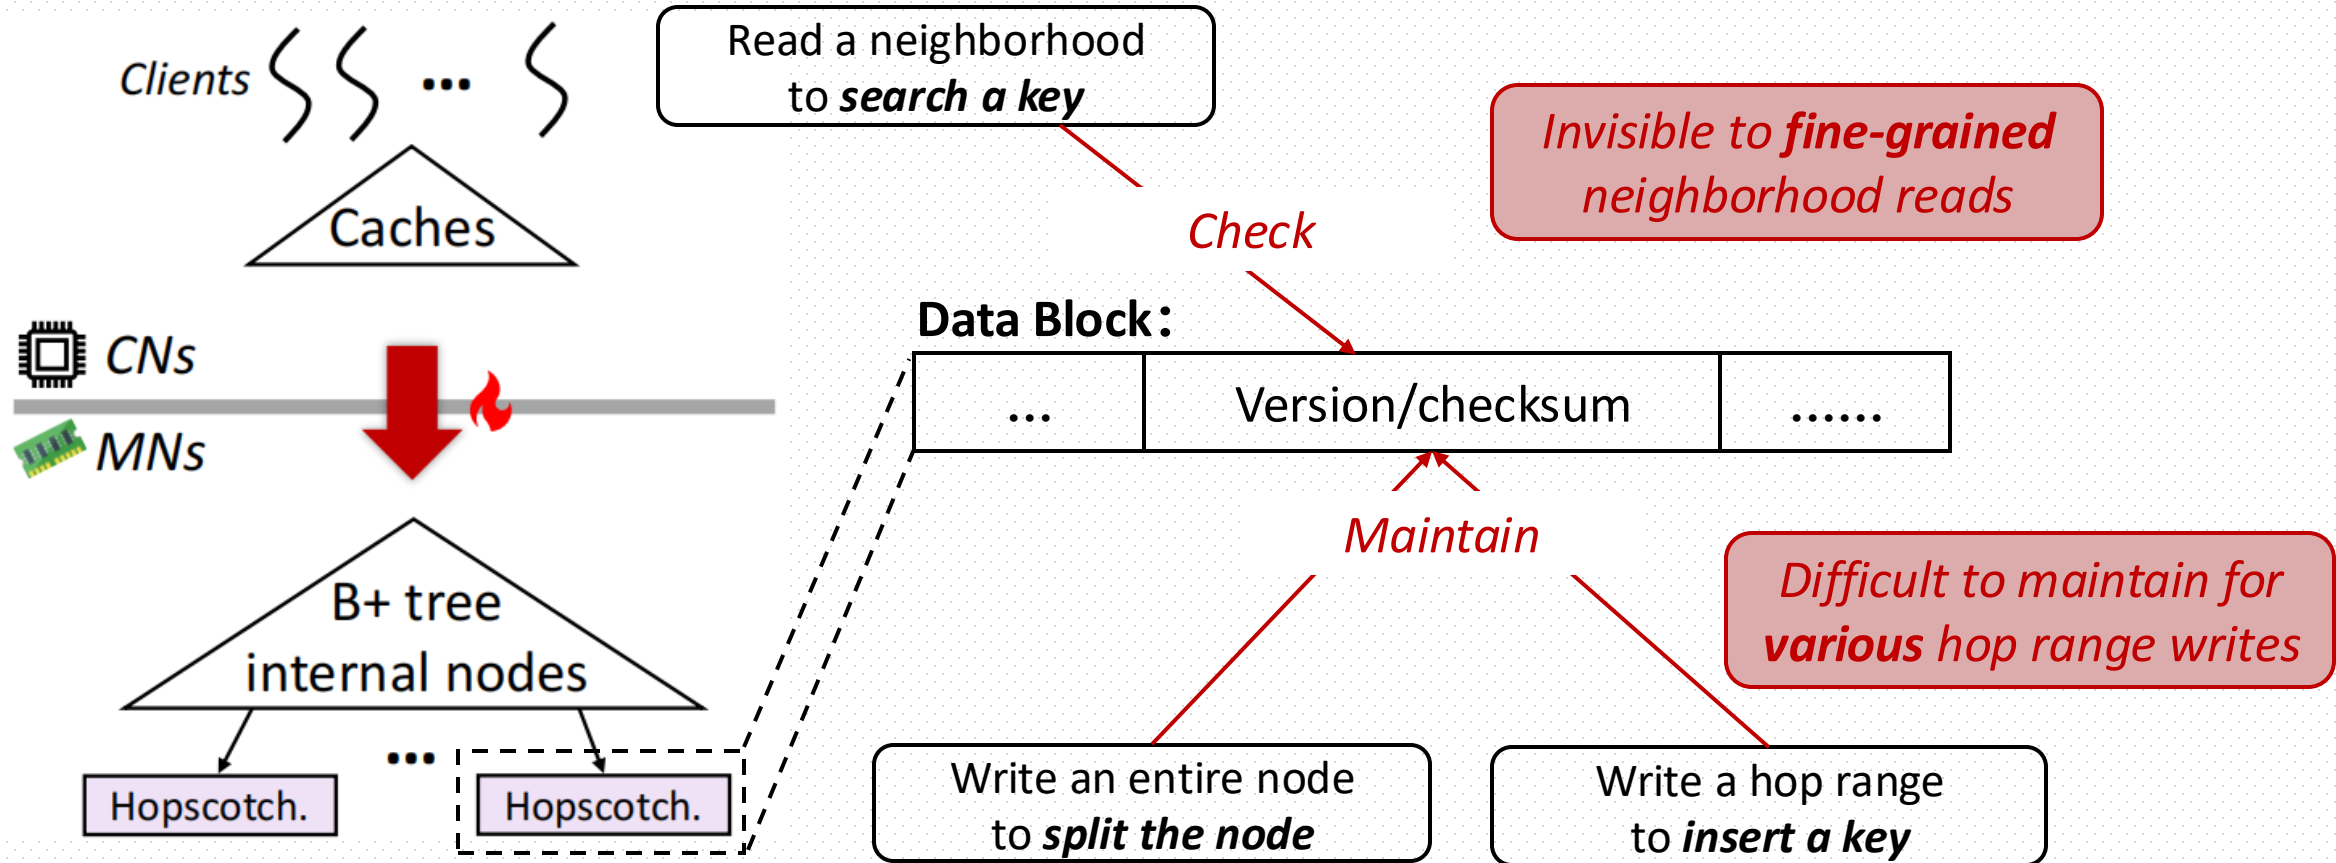 Clients
...
Caches
CNs
MNs
B+ tree
internal nodes
...
Hopscotch.
Hopscotch.
Read a neighborhood
to search a key
Check
Invisible to fine-grained
neighborhood reads
Data Block:
... Version/checksum ......
Maintain
Difficult to maintain for
various hop range writes
Write an entire node
to split the node
Write a hop range
to insert a key